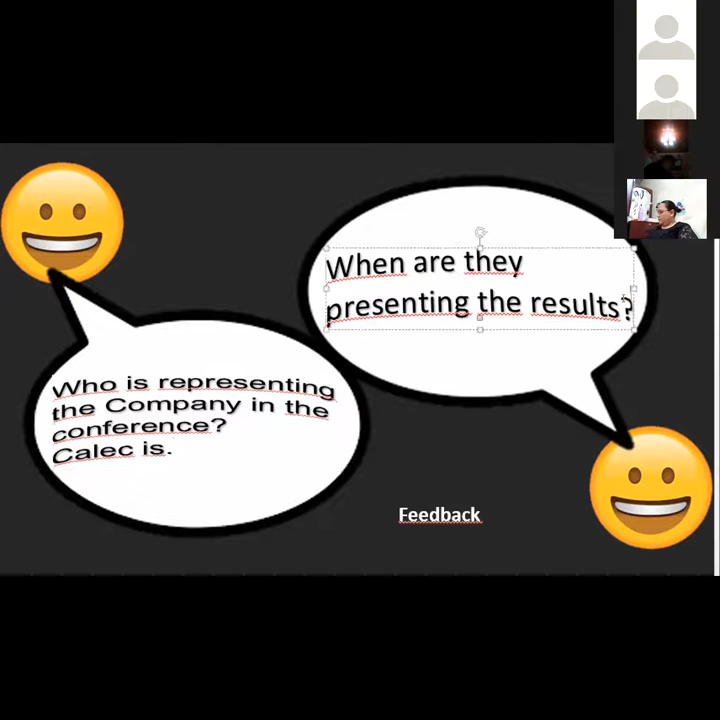 When are they
presenting the results?
Who is representing
the Company in the
conference?
Calec is.
Feedback